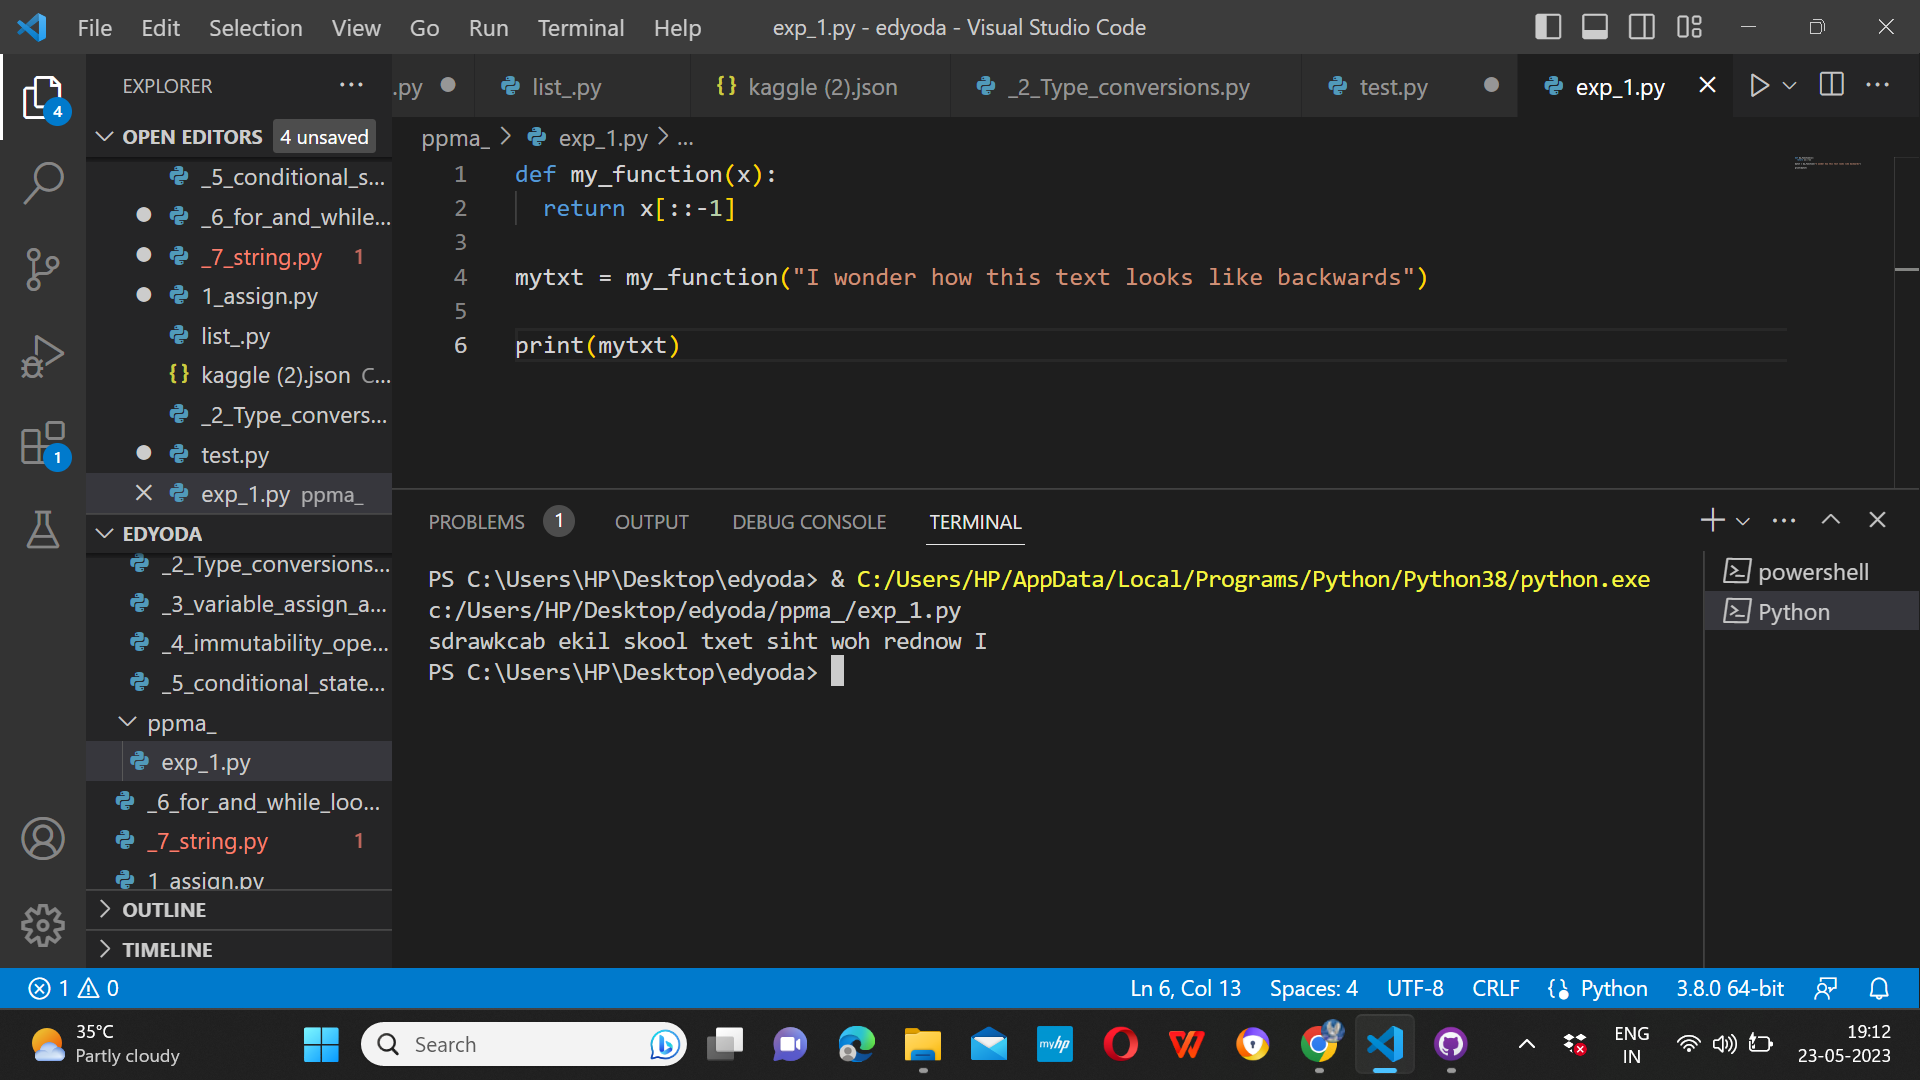 File Edit Selection View Go Run Terminal Help
exp_1.py - edyoda - Visual Studio Code
EXPLORER
4
OPEN EDITORS 4 unsaved
_5_conditional_s...
_6_for_and_while...
_7_string.py 1
1_assign.py
list_.py
kaggle (2).json C...
_2_Type_convers...
test.py
exp_1.py ppma_
1
EDYODA
_2_Type_conversions...
_3_variable_assign_a...
_4_immutability_ope...
_5_conditional_state...
ppma_
exp_1.py
_6_for_and_while_loo...
_7_string.py 1
1_assign.py
OUTLINE
TIMELINE
.py list_.py kaggle (2).json _2_Type_conversions.py test.py exp_1.py
ppma_ > exp_1.py > ...
1 def my_function(x):
2 return x[::-1]
3
4 mytxt = my_function("I wonder how this text looks like backwards")
5
6 print(mytxt)
PROBLEMS 1 OUTPUT DEBUG CONSOLE TERMINAL
PS C:\Users\HP\Desktop\edyoda> & C:/Users/HP/AppData/Local/Programs/Python/Python38/python.exe
c:/Users/HP/Desktop/edyoda/ppma_/exp_1.py
sdrawkcab ekil skool txet siht woh rednow I
PS C:\Users\HP\Desktop\edyoda>
powershell
Python
1 0
Ln 6, Col 13 Spaces: 4 UTF-8 CRLF Python 3.8.0 64-bit
35°C
Partly cloudy
Search
myhp
ENG
IN
19:12
23-05-2023